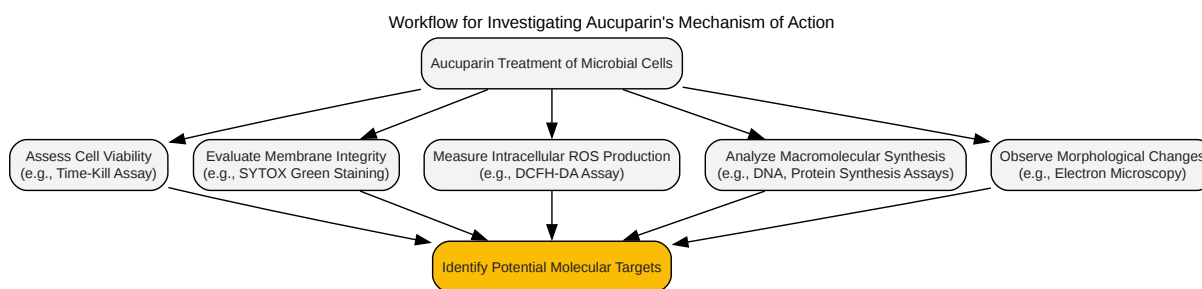 Workflow for Investigating Aucuparin's Mechanism of Action
Aucuparin Treatment of Microbial Cells
Assess Cell Viability
(e.g., Time-Kill Assay)
Evaluate Membrane Integrity
(e.g., SYTOX Green Staining)
Measure Intracellular ROS Production
(e.g., DCFH-DA Assay)
Analyze Macromolecular Synthesis
(e.g., DNA, Protein Synthesis Assays)
Observe Morphological Changes
(e.g., Electron Microscopy)
Identify Potential Molecular Targets